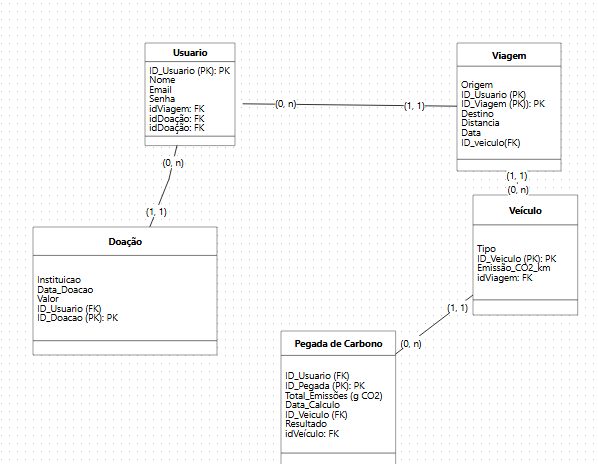 Usuario
ID_Usuario (PK): PK
Nome
Email
Senha
idViagem: FK
idDoação: FK
idDoação: FK
(0, n)
(1, 1)
Viagem
Origem
ID_Usuario (PK)
ID_Viagem (PK)): PK
Destino
Distancia
Data
ID_veiculo(FK)
(1, 1)
(0, n)
Veículo
Tipo
ID_Veiculo (PK): PK
Emissão_CO2_km
idViagem: FK
(0, n)
(1, 1)
Doação
Instituicao
Data_Doacao
Valor
ID_Usuario (FK)
ID_Doacao (PK): PK
(1, 1)
(0, n)
Pegada de Carbono
ID_Usuario (FK)
ID_Pegada (PK): PK
Total_Emissões (g CO2)
Data_Calculo
ID_Veiculo (FK)
Resultado
idVeículo: FK